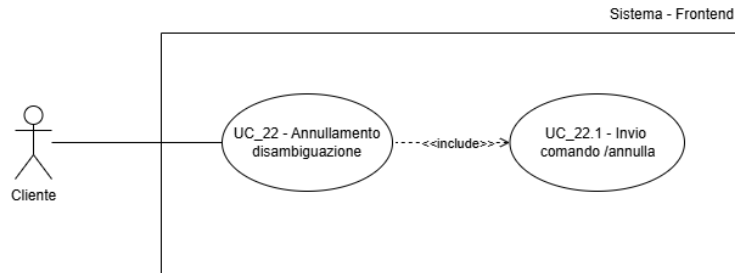 Sistema - Frontend
UC_22 - Annullamento
disambiguazione
<<include>>
UC_22.1 - Invio
comando /annulla
Cliente